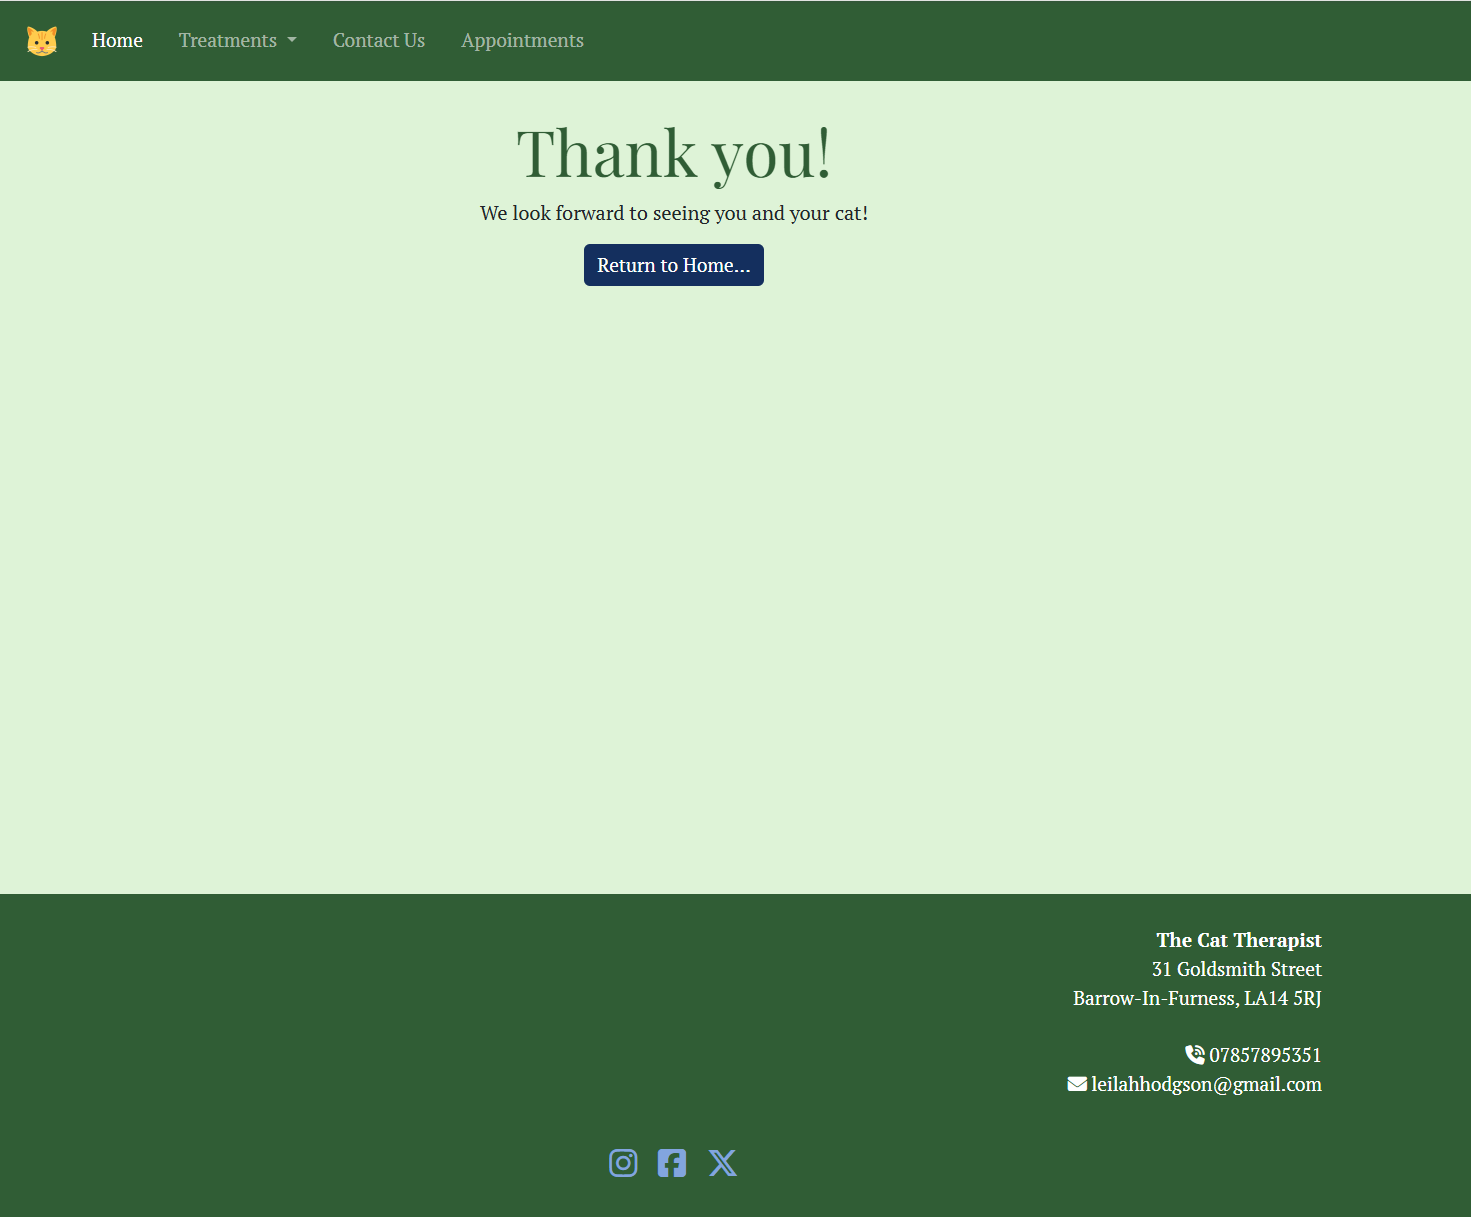 Home Treatments Contact Us Appointments
Thank you!
We look forward to seeing you and your cat!
Return to Home...
The Cat Therapist
31 Goldsmith Street
Barrow-In-Furness, LA14 5RJ
07857895351
leilahhodgson@gmail.com